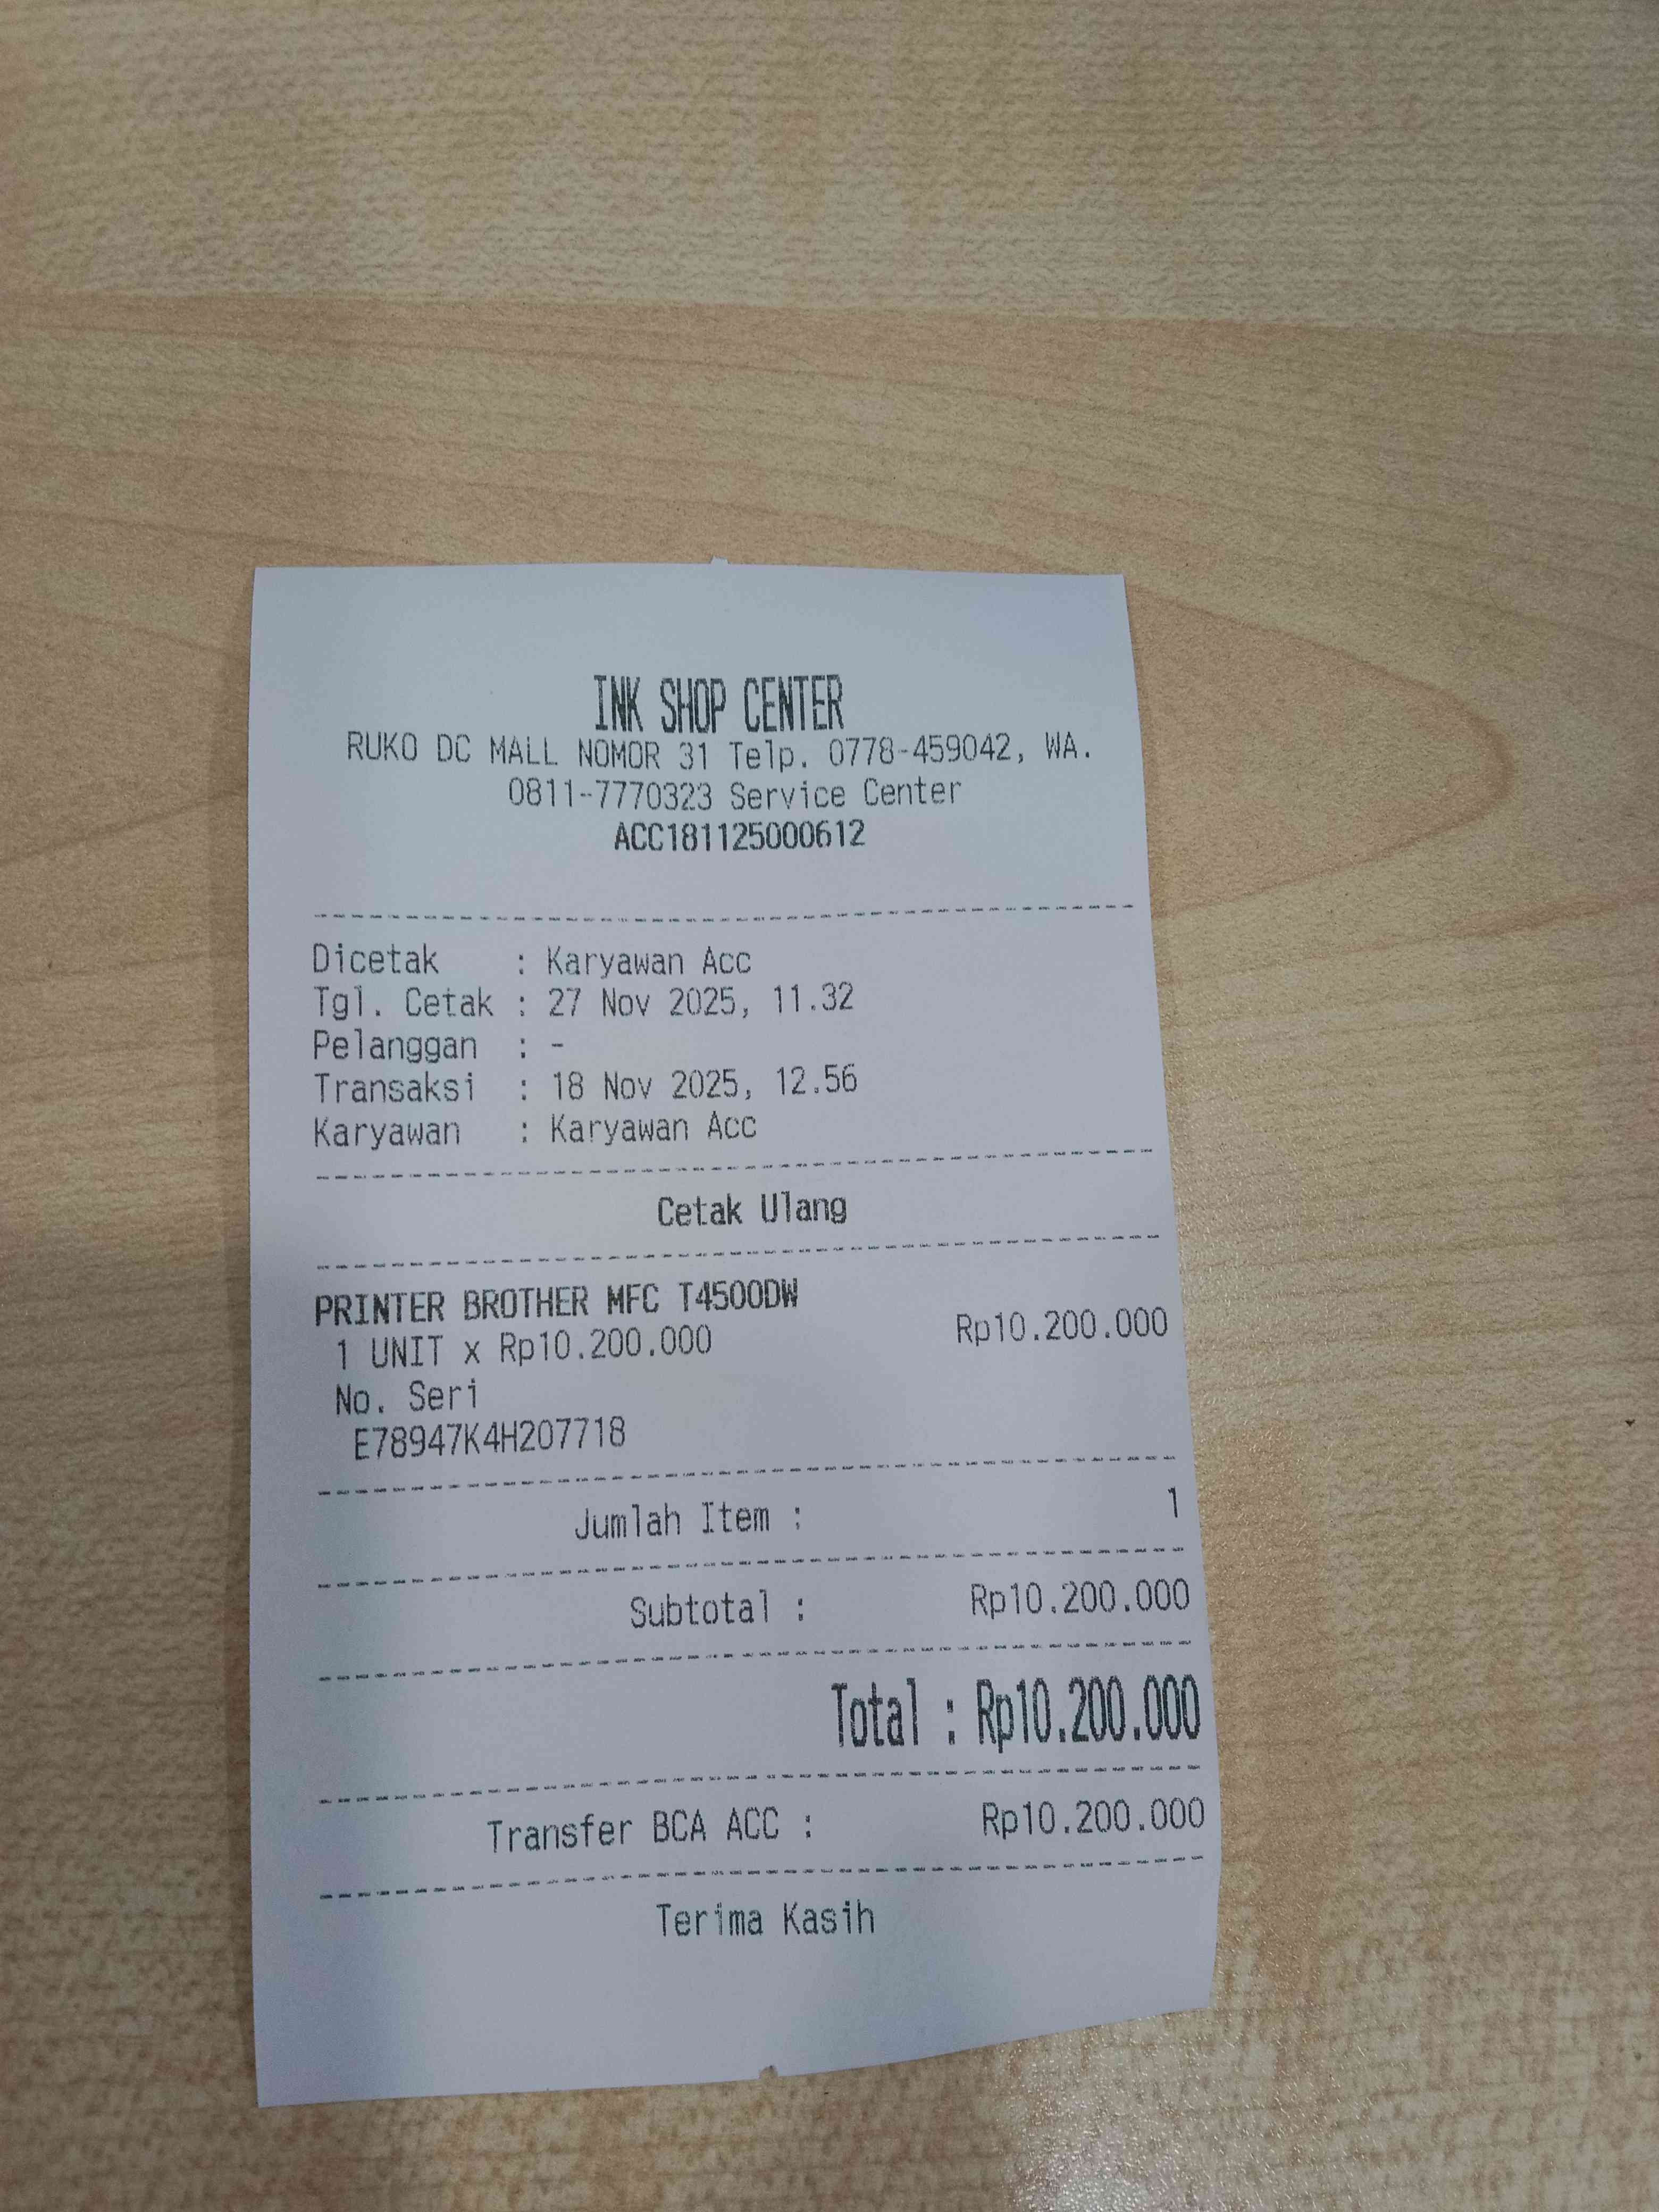 INK SHOP CENTER
RUKO DC MALL NOMOR 31 Telp. 0778-459042, WA.
0811-7770323 Service Center
ACC181125000612
Dicetak : Karyawan Acc
Tgl. Cetak : 27 Nov 2025, 11.32
Pelanggan : -
Transaksi : 18 Nov 2025, 12.56
Karyawan : Karyawan Acc
Cetak Ulang
PRINTER BROTHER MFC T4500DW
1 UNIT x Rp10.200.000 Rp10.200.000
No. Seri
E78947K4H207718
Jumlah Item : 1
Subtotal : Rp10.200.000
Total : Rp10.200.000
Transfer BCA ACC : Rp10.200.000
Terima Kasih